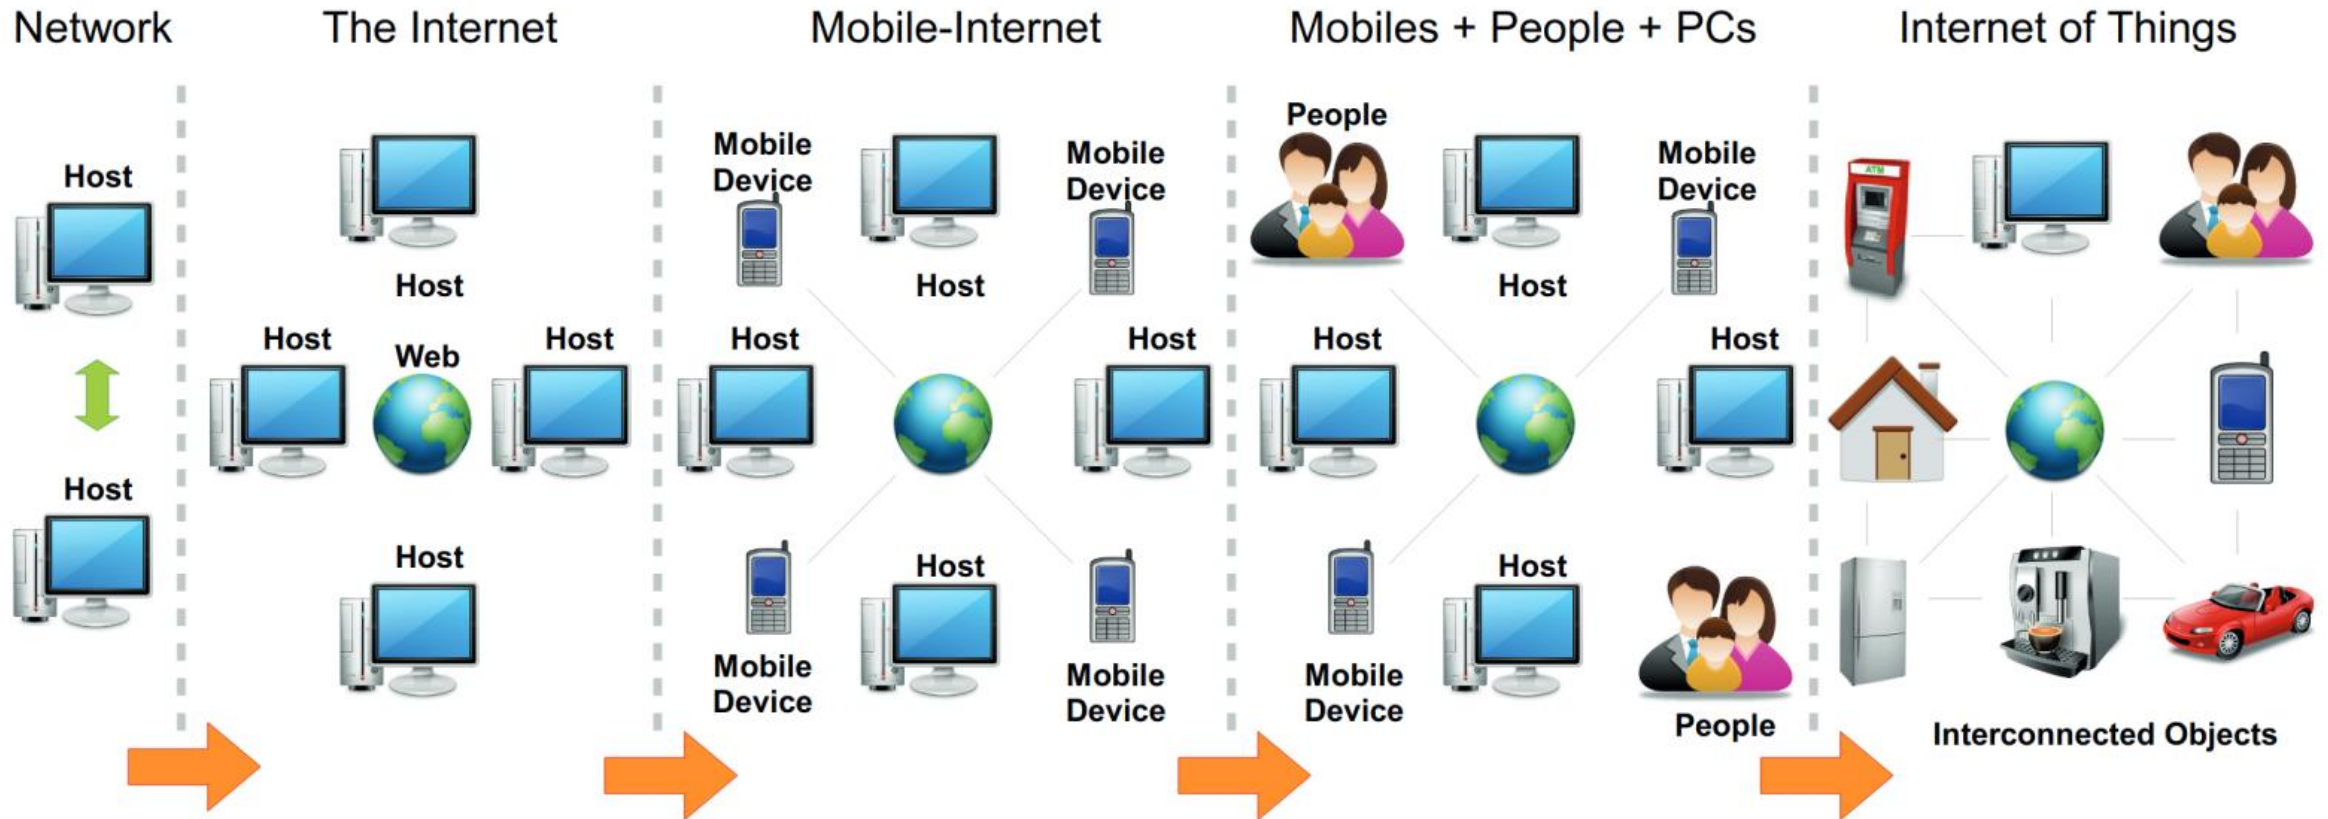 Network
The Internet
Mobile-Internet
Mobiles + People + PCs
Internet of Things
Host
Host
Host
Host
Web
Host
Host
Mobile
Device
Host
Mobile
Device
Host
Host
Mobile
Device
Host
Mobile
Device
People
Host
Mobile
Device
Host
Host
Mobile
Device
Host
People
ATM
Interconnected Objects